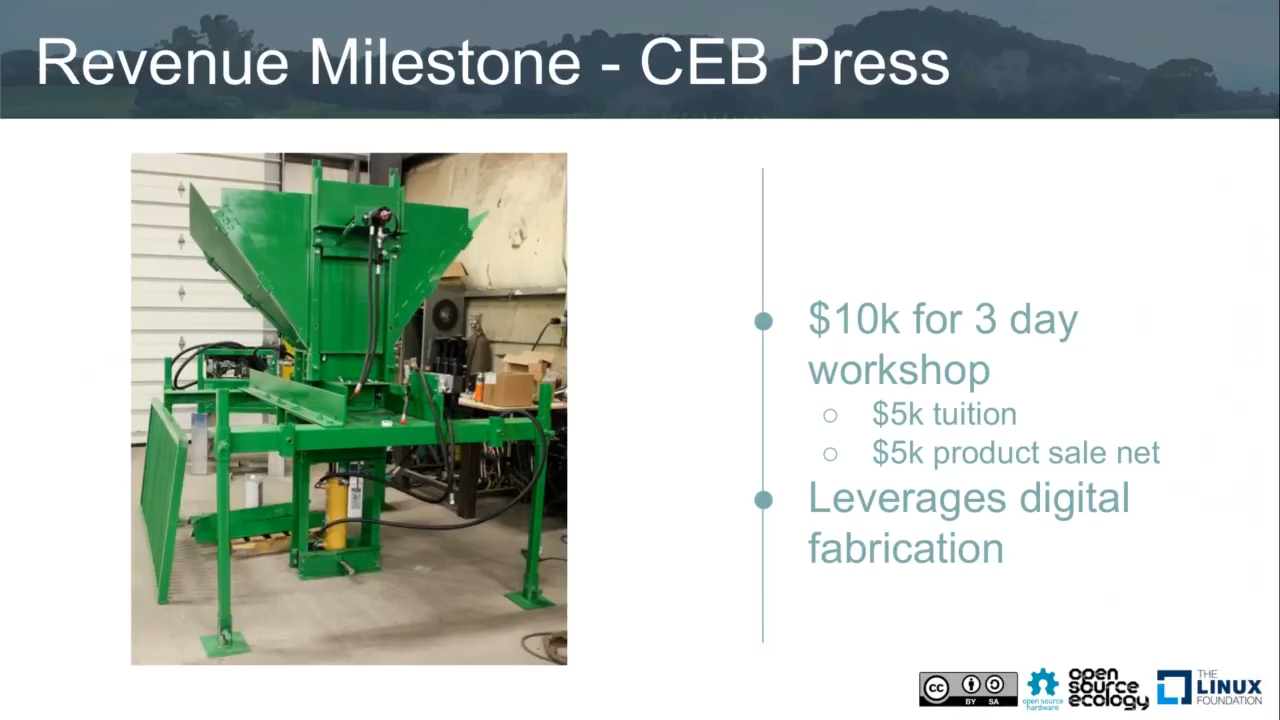 Revenue Milestone - CEB Press
$10k for 3 day
workshop
$5k tuition
$5k product sale net
Leverages digital
fabrication
cc
BY SA
open source
hardware
open
source
ecology
THE
LINUX
FOUNDATION